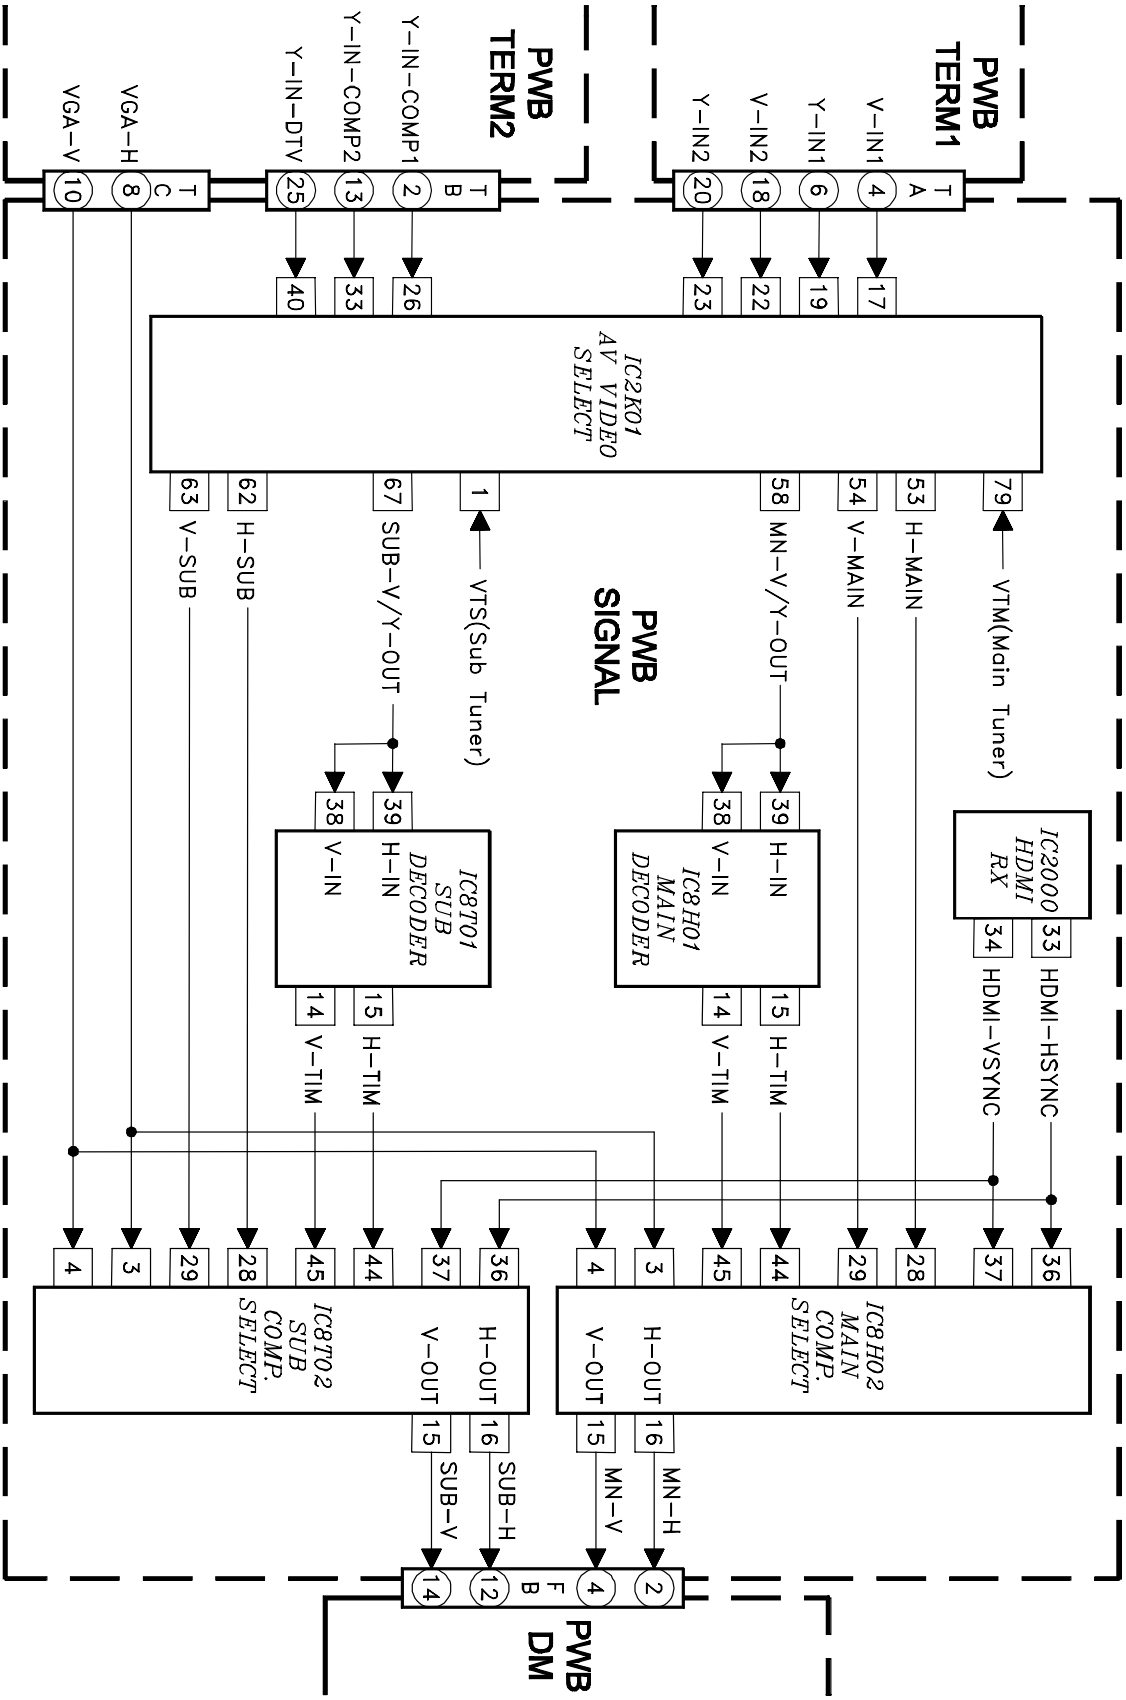 PWB
TERM1
V-IN1
Y-IN1
V-IN2
Y-IN2
T
A
4
6
18
20
17
19
22
23
PWB
TERM2
Y-IN-COMP1
Y-IN-COMP2
Y-IN-DTV
T
B
2
13
25
26
33
40
VGA-H
VGA-V
T
C
8
10
IC2K01
AV VIDEO
SELECT
79
VTM(Main Tuner)
53
H-MAIN
54
V-MAIN
58
MN-V/Y-OUT
1
VTS(Sub Tuner)
67
SUB-V/Y-OUT
62
H-SUB
63
V-SUB
PWB
SIGNAL
IC2000
HDMI
RX
33
HDMI-HSYNC
34
HDMI-VSYNC
39
H-IN
38
V-IN
IC8H01
MAIN
DECODER
15
H-TIM
14
V-TIM
39
H-IN
38
V-IN
IC8T01
SUB
DECODER
15
H-TIM
14
V-TIM
36
37
28
29
44
45
3
4
IC8H02
MAIN
COMP.
SELECT
H-OUT
V-OUT
16
MN-H
15
MN-V
36
37
44
45
28
29
3
4
IC8T02
SUB
COMP.
SELECT
H-OUT
V-OUT
16
SUB-H
15
SUB-V
2
4
F
B
12
14
PWB
DM